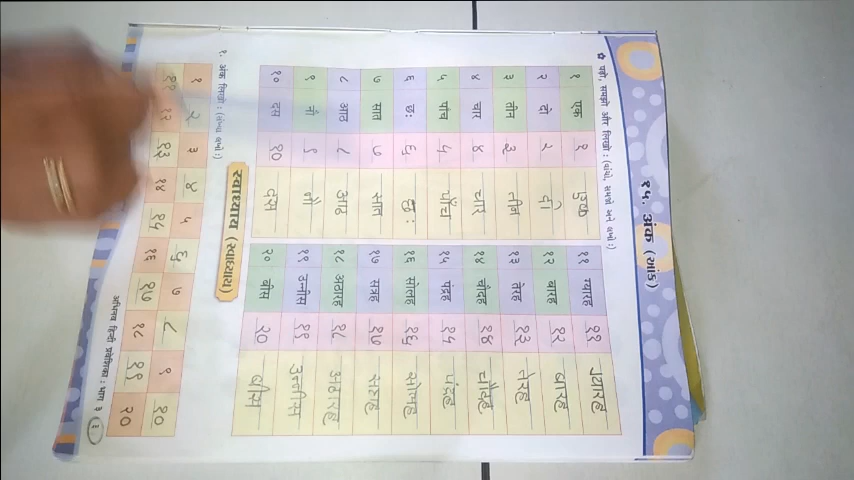 १५. अंक (આંક)
✿ पढ़ो, समझो और लिखो : (વાંચો, સમજો અને લખો :)
१ एक १ एक ११ ग्यारह ११ ग्यारह
२ दो २ दो १२ बारह १२ बारह
३ तीन ३ तीन १३ तेरह १३ तेरह
४ चार ४ चार १४ चौदह १४ चौदह
५ पाँच ५ पाँच १५ पंद्रह १५ पंद्रह
६ छः ६ छः १६ सोलह १६ सोलह
७ सात ७ सात १७ सत्रह १७ सत्रह
८ आठ ८ आठ १८ अठारह १८ अठारह
९ नौ ९ नौ १९ उन्नीस १९ उन्नीस
१० दस १० दस २० बीस २० बीस
स्वाध्याय (સ્વાધ્યાય)
१. अंक लिखो : (સંખ્યા લખો :)
१ २ ३ ४ ५ ६ ७ ८ ९ १०
११ १२ १३ १४ १५ १६ १७ १८ १९ २०
अभिनव हिन्दी प्रवेशिका : भाग ३